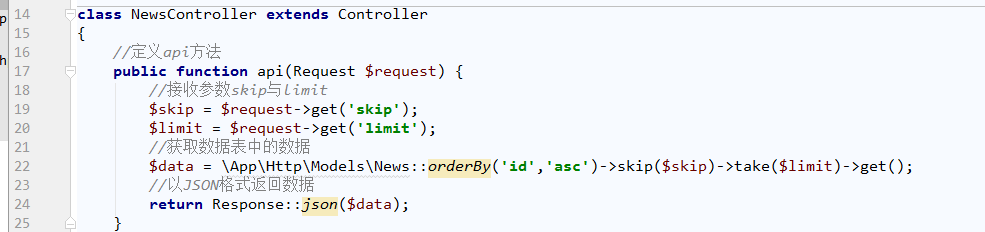 p
h
14 class NewsController extends Controller
15 {
16 //定义api方法
17 public function api(Request $request) {
18 //接收参数skip与limit
19 $skip = $request->get('skip');
20 $limit = $request->get('limit');
21 //获取数据表中的数据
22 $data = \App\Http\Models\News::orderBy('id','asc')->skip($skip)->take($limit)->get();
23 //以JSON格式返回数据
24 return Response::json($data);
25 }